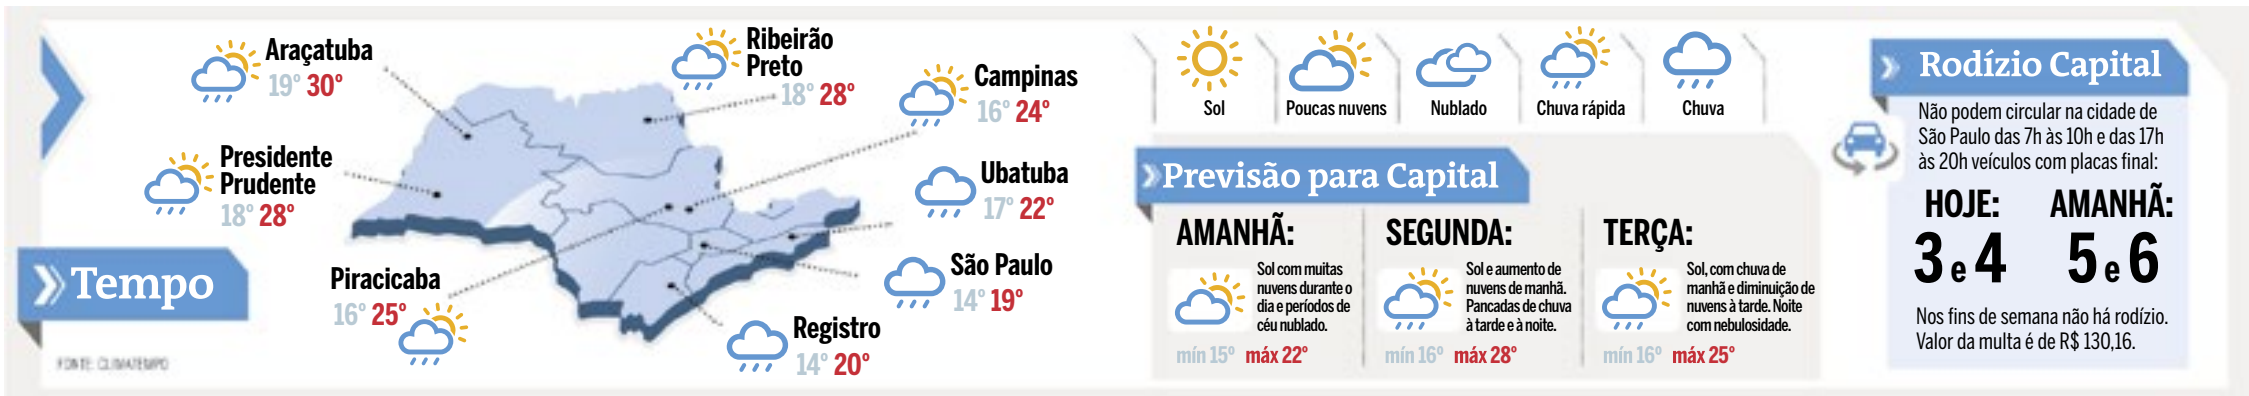 Tempo
FONTE: CLIMATEMPO
Araçatuba
19° 30°
Presidente
Prudente
18° 28°
Piracicaba
16° 25°
Ribeirão
Preto
18° 28°
Campinas
16° 24°
Ubatuba
17° 22°
São Paulo
14° 19°
Registro
14° 20°
Sol
Poucas nuvens
Nublado
Chuva rápida
Chuva
Previsão para Capital
AMANHÃ:
Sol com muitas
nuvens durante o
dia e períodos de
céu nublado.
mín 15° máx 22°
SEGUNDA:
Sol e aumento de
nuvens de manhã.
Pancadas de chuva
à tarde e à noite.
mín 16° máx 28°
TERÇA:
Sol, com chuva de
manhã e diminuição de
nuvens à tarde. Noite
com nebulosidade.
mín 16° máx 25°
Rodízio Capital
Não podem circular na cidade de
São Paulo das 7h às 10h e das 17h
às 20h veículos com placas final:
HOJE:
3 e 4
AMANHÃ:
5 e 6
Nos fins de semana não há rodízio.
Valor da multa é de R$ 130,16.